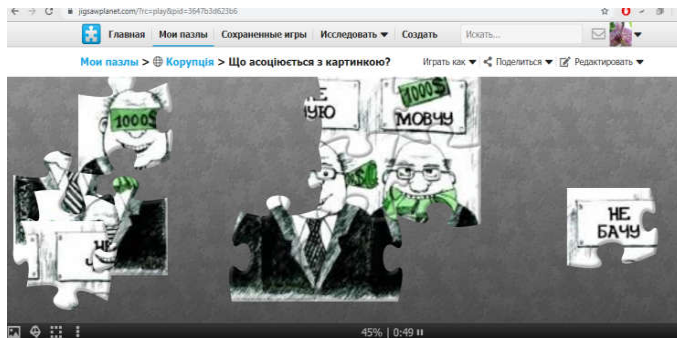 jigsawplanet.com/?rc=play&pid=3647b3d623b6
Главная Мои пазлы Сохраненные игры Исследовать Создать Искать...
Мои пазлы > Корупція > Що асоціюється з картинкою? Играть как Поделиться Редактировать
1000$
1000$
МОВЧУ
НЕ
БАЧУ
45% | 0:49